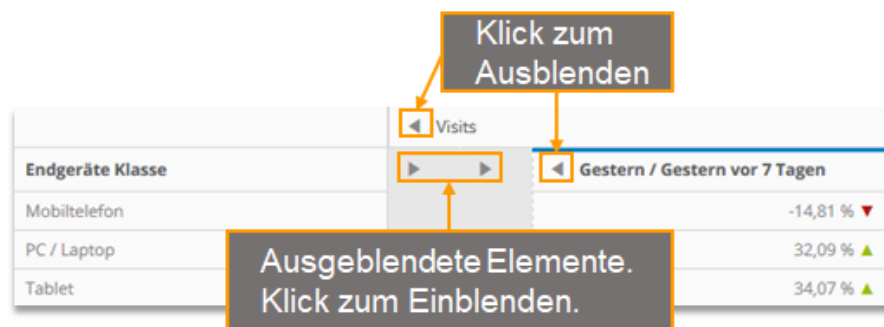 Klick zum
Ausblenden
Visits
Endgeräte Klasse
Gestern / Gestern vor 7 Tagen
Mobiltelefon
-14,81 %
PC / Laptop
32,09 %
Tablet
34,07 %
Ausgeblendete Elemente.
Klick zum Einblenden.